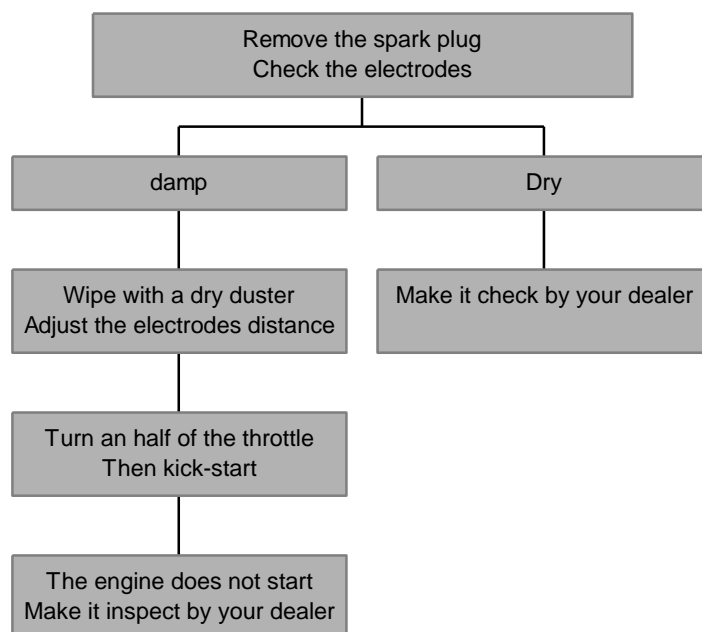 Remove the spark plug
Check the electrodes
damp
Dry
Wipe with a dry duster
Adjust the electrodes distance
Make it check by your dealer
Turn an half of the throttle
Then kick-start
The engine does not start
Make it inspect by your dealer